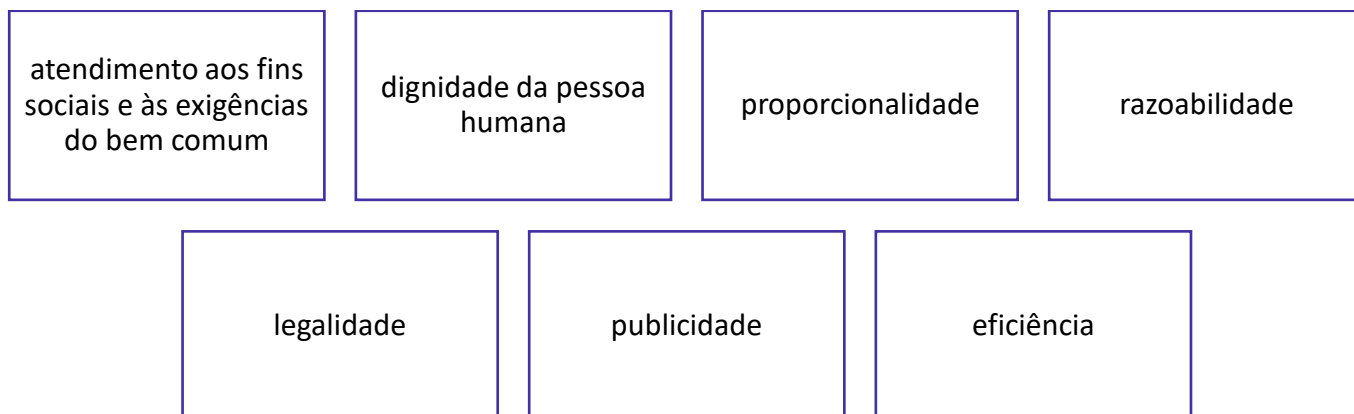 atendimento aos fins
sociais e às exigências
do bem comum
dignidade da pessoa
humana
proporcionalidade
razoabilidade
legalidade
publicidade
eficiência